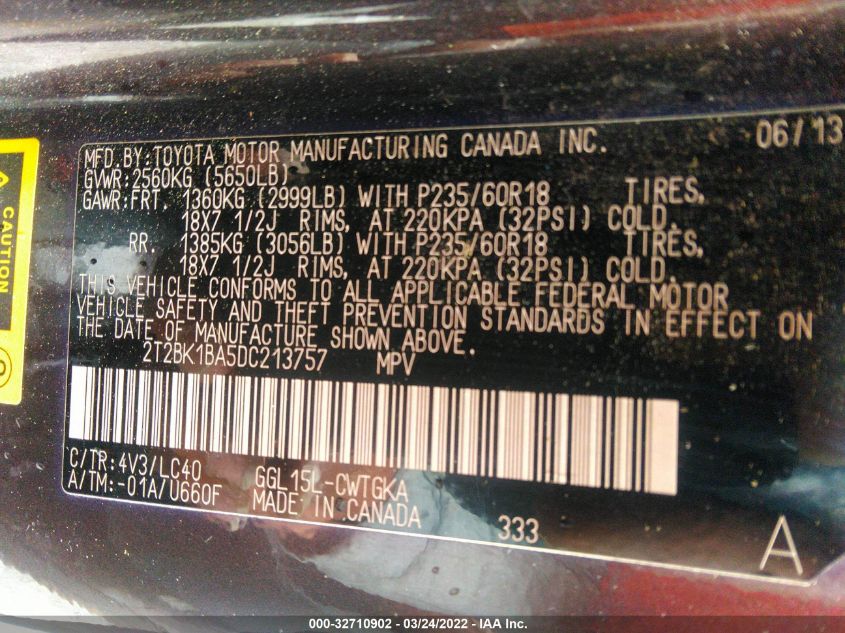 MFD.BY:TOYOTA MOTOR MANUFACTURING CANADA INC. 06/13
GVWR:2560KG (5650LB)
GAWR:FRT. 1360KG (2999LB) WITH P235/60R18 TIRES,
18X7 1/2J RIMS, AT 220KPA (32PSI) COLD.
RR. 1385KG (3056LB) WITH P235/60R18 TIRES,
18X7 1/2J RIMS, AT 220KPA (32PSI) COLD.
THIS VEHICLE CONFORMS TO ALL APPLICABLE FEDERAL MOTOR
VEHICLE SAFETY AND THEFT PREVENTION STANDARDS IN EFFECT ON
THE DATE OF MANUFACTURE SHOWN ABOVE.
2T2BK1BA5DC213757 MPV
C/TR:4V3/LC40
A/TM:-01A/U660F
GGL15L-CWTGKA
MADE IN CANADA
333
A
CAUTION
000-32710902 — 03/24/2022 — IAA Inc.